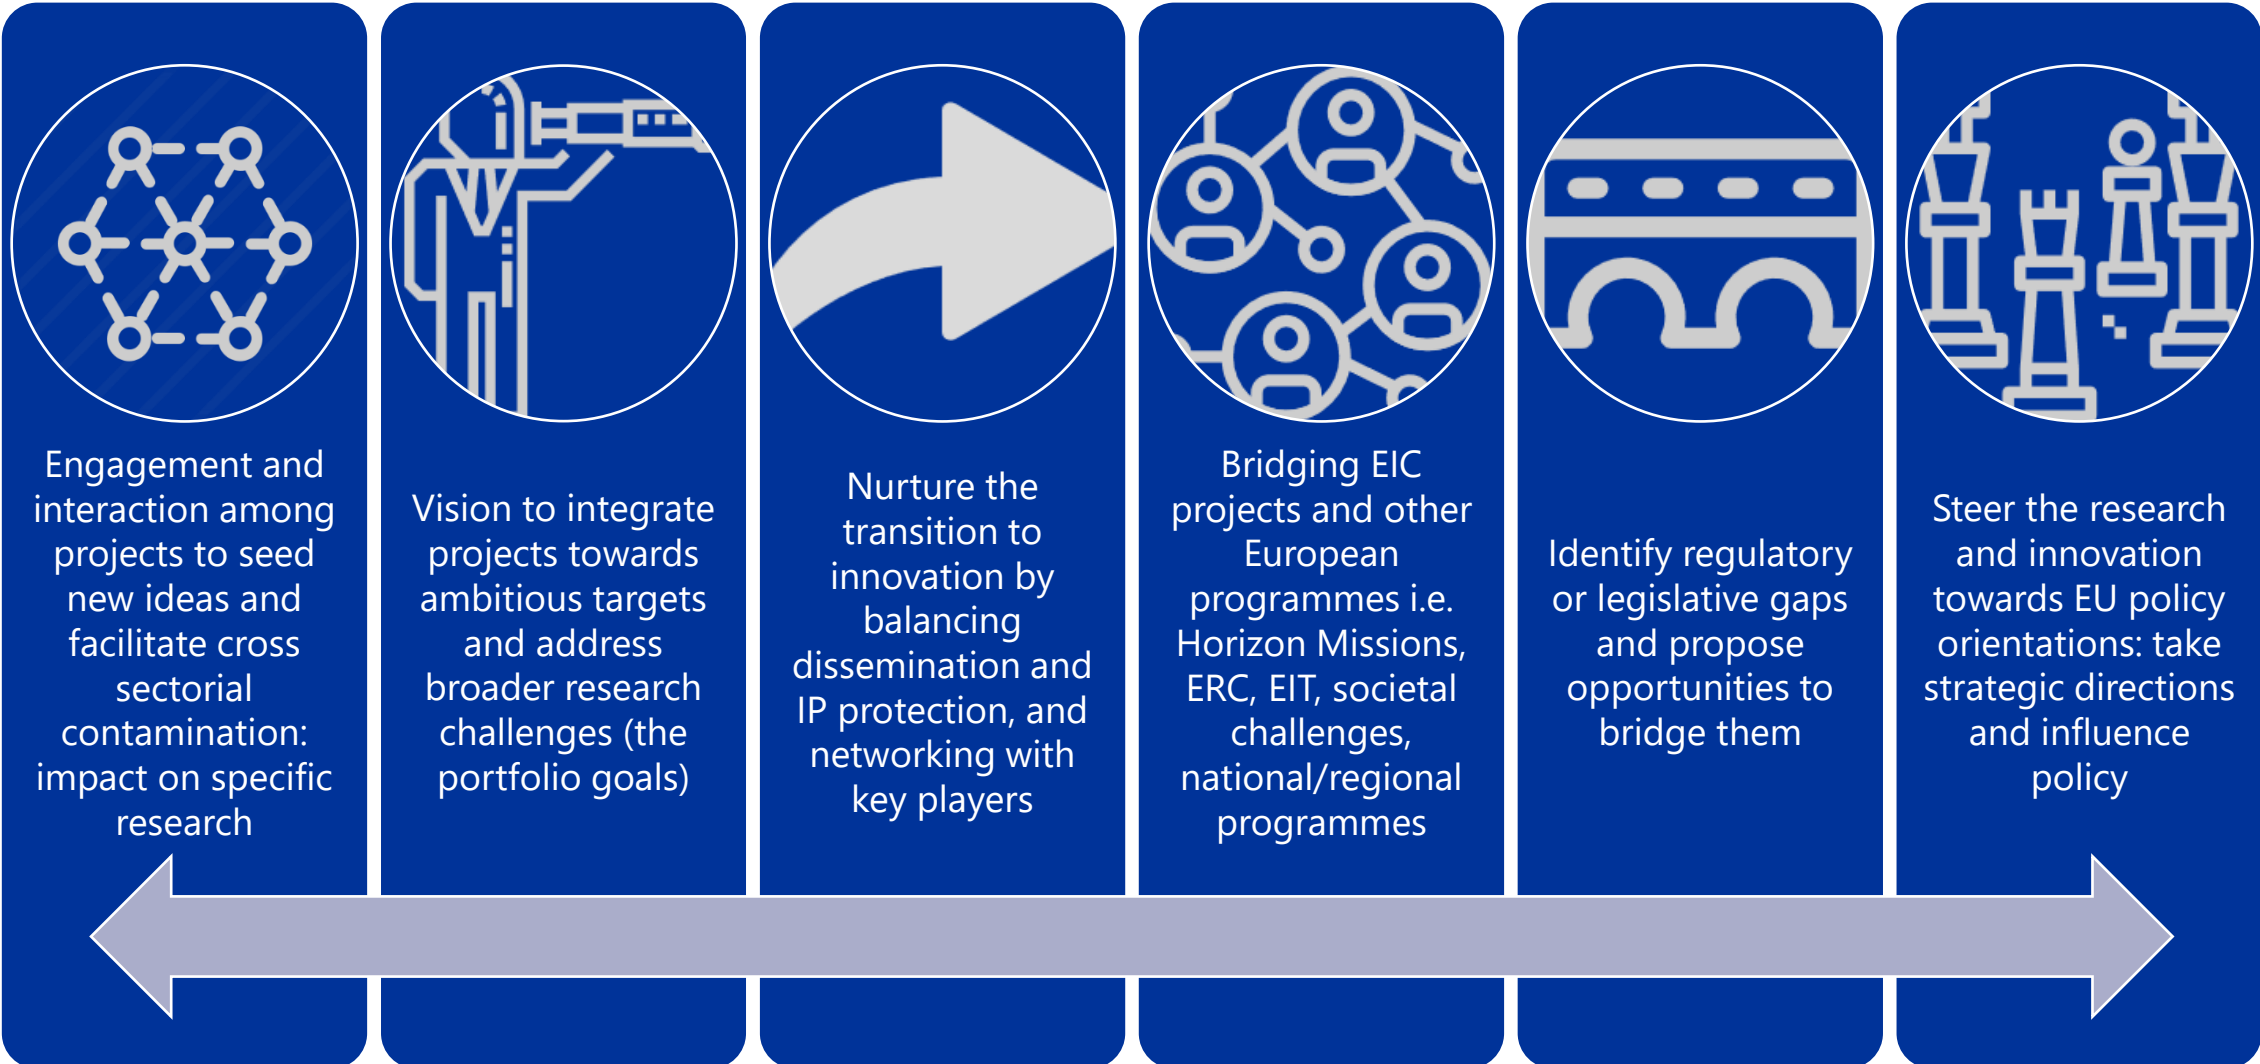 Engagement and
interaction among
projects to seed
new ideas and
facilitate cross
sectorial
contamination:
impact on specific
research
Vision to integrate
projects towards
ambitious targets
and address
broader research
challenges (the
portfolio goals)
Nurture the
transition to
innovation by
balancing
dissemination and
IP protection, and
networking with
key players
Bridging EIC
projects and other
European
programmes i.e.
Horizon Missions,
ERC, EIT, societal
challenges,
national/regional
programmes
Identify regulatory
or legislative gaps
and propose
opportunities to
bridge them
Steer the research
and innovation
towards EU policy
orientations: take
strategic directions
and influence
policy